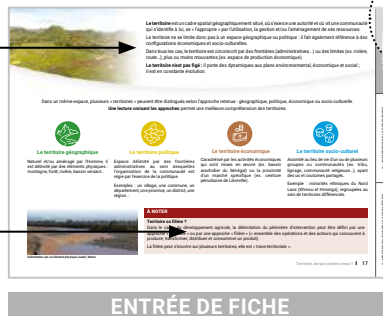 Le territoire est un cadre spatial géographiquement situé, où s'exerce une autorité et où vit une communauté
qui s'identifie à lui, se « l'approprie » par l'utilisation, la gestion et/ou l'aménagement de ses ressources.
Le territoire ne se limite donc pas à un espace géographique ou politique : il fait également référence à des
configurations économiques et socio-culturelles.
Dans tous les cas, le territoire est circonscrit par des frontières (administratives...) ou des limites (ex. rivière,
route...), plus ou moins mouvantes (ex. espace de production économique).
Le territoire n'est pas figé : il porte des dynamiques aux plans environnemental, économique et social ;
il est en constante évolution.
Dans un même espace, plusieurs « territoires » peuvent être distingués selon l'approche retenue : géographique, politique, économique ou socio-culturelle.
Une lecture croisant les approches permet une meilleure compréhension des territoires.
Le territoire géographique
Naturel et/ou aménagé par l'Homme, il
est délimité par des éléments physiques :
montagne, forêt, rivière, bassin versant...
Le territoire politique
Espace délimité par des frontières
administratives au sein desquelles
l'organisation de la communauté est
régie par l'exercice de la politique.
Exemples : un village, une commune, un
département, une province, un district, une
région...
Le territoire économique
Caractérisé par les activités économiques
qui sont mises en œuvre (ex. bassin
arachidier du Sénégal) ou la proximité
d'un marché spécifique (ex. ceinture
périurbaine de Libreville).
Le territoire socio-culturel
Assimilé au lieu de vie d'un ou de plusieurs
groupes ou communautés (ex. tribu,
lignage, communauté religieuse...), ayant
des us et coutumes partagés.
Exemple : minorités ethniques du Nord
Laos (Khmou et Hmong), regroupées au
sein de territoires différenciés.
À NOTER
Territoire ou filière ?
Dans le cas du développement agricole, la délimitation du périmètre d'intervention peut être défini par une
approche « territoire » ou par une approche « filière » (= ensemble des opérations et des acteurs qui concourent à
produire, transformer, distribuer et consommer un produit).
La filière peut s'inscrire sur plusieurs territoires, elle est « trans-territoriale ».
Territoire, de quoi parlons-nous ? I 17
ENTRÉE DE FICHE